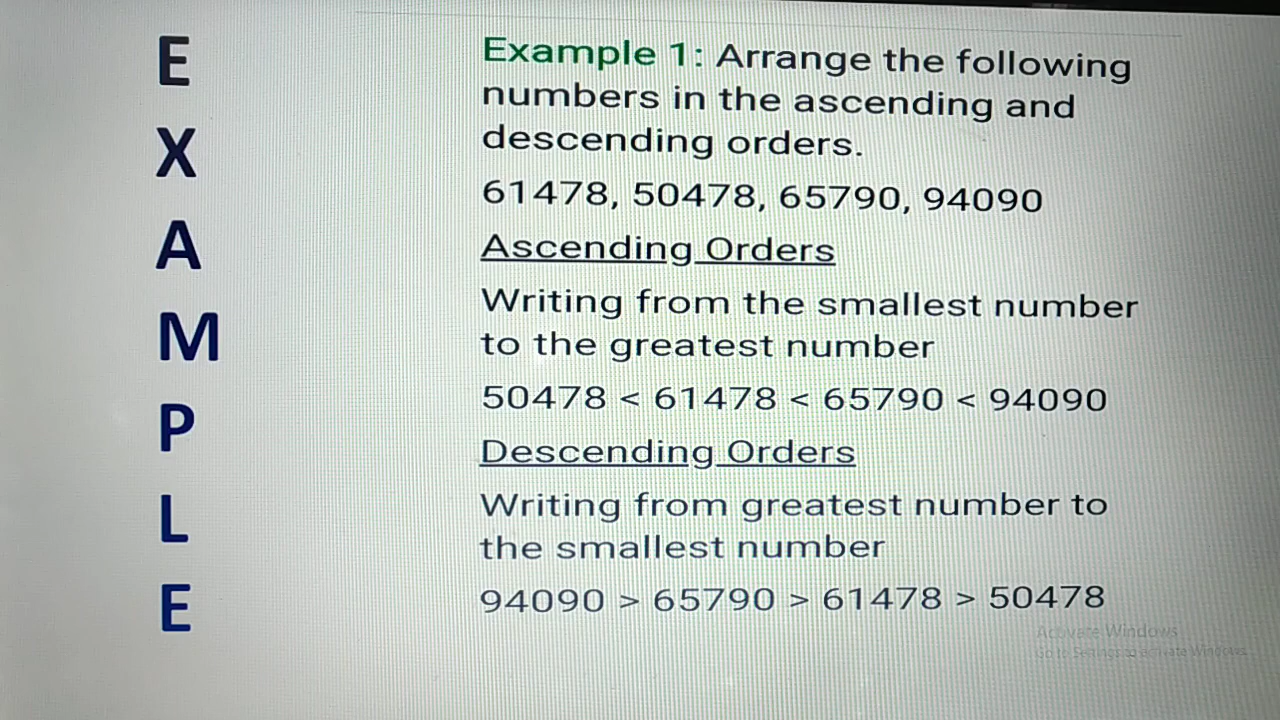 E
X
A
M
P
L
E
Example 1: Arrange the following
numbers in the ascending and
descending orders.
61478, 50478, 65790, 94090
Ascending Orders
Writing from the smallest number
to the greatest number
50478 < 61478 < 65790 < 94090
Descending Orders
Writing from greatest number to
the smallest number
94090 > 65790 > 61478 > 50478
Activate Windows
Go to Settings to activate Windows.